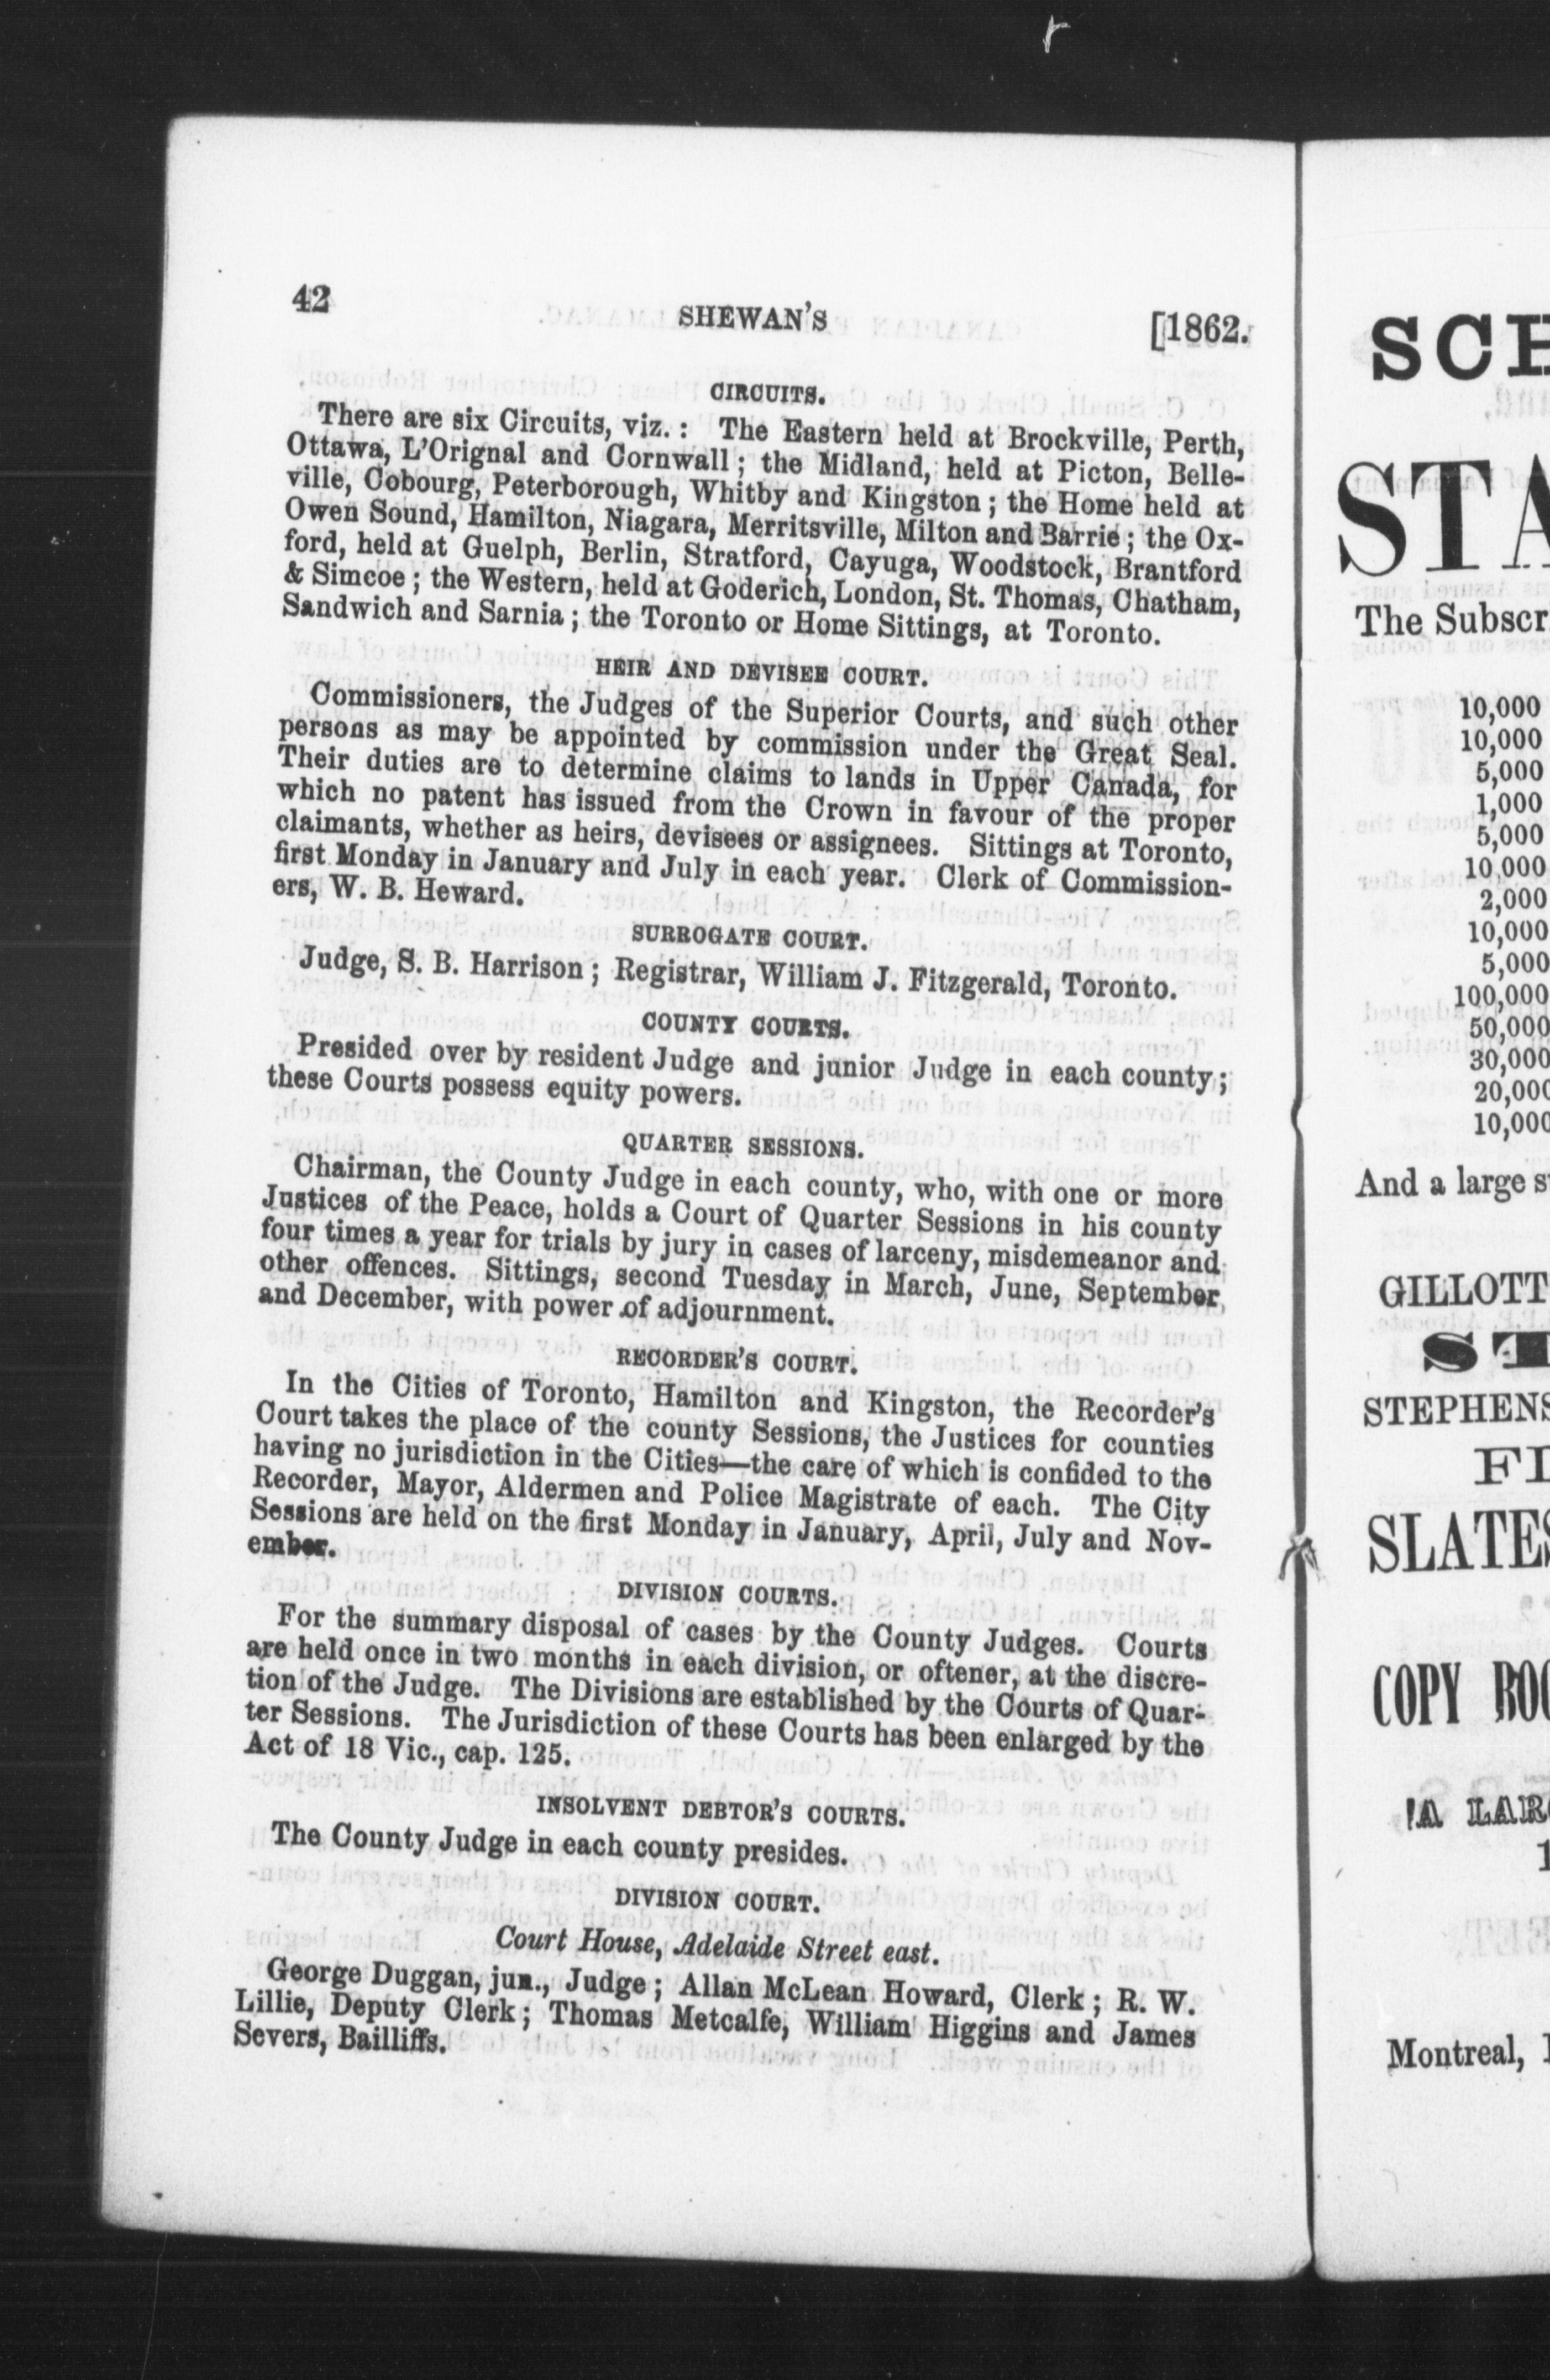 42 SHEWAN'S [1862.
CIRCUITS.
There are six Circuits, viz. : The Eastern held at Brockville, Perth,
Ottawa, L'Orignal and Cornwall ; the Midland, held at Picton, Belle-
ville, Cobourg, Peterborough, Whitby and Kingston ; the Home held at
Owen Sound, Hamilton, Niagara, Merritsville, Milton and Barrie ; the Ox-
ford, held at Guelph, Berlin, Stratford, Cayuga, Woodstock, Brantford
& Simcoe ; the Western, held at Goderich, London, St. Thomas, Chatham,
Sandwich and Sarnia ; the Toronto or Home Sittings, at Toronto.
HEIR AND DEVISEE COURT.
Commissioners, the Judges of the Superior Courts, and such other
persons as may be appointed by commission under the Great Seal.
Their duties are to determine claims to lands in Upper Canada, for
which no patent has issued from the Crown in favour of the proper
claimants, whether as heirs, devisees or assignees. Sittings at Toronto,
first Monday in January and July in each year. Clerk of Commission-
ers, W. B. Heward.
SURROGATE COURT.
Judge, S. B. Harrison ; Registrar, William J. Fitzgerald, Toronto.
COUNTY COURTS.
Presided over by resident Judge and junior Judge in each county ;
these Courts possess equity powers.
QUARTER SESSIONS.
Chairman, the County Judge in each county, who, with one or more
Justices of the Peace, holds a Court of Quarter Sessions in his county
four times a year for trials by jury in cases of larceny, misdemeanor and
other offences. Sittings, second Tuesday in March, June, September
and December, with power of adjournment.
RECORDER'S COURT.
In the Cities of Toronto, Hamilton and Kingston, the Recorder's
Court takes the place of the county Sessions, the Justices for counties
having no jurisdiction in the Cities—the care of which is confided to the
Recorder, Mayor, Aldermen and Police Magistrate of each. The City
Sessions are held on the first Monday in January, April, July and Nov-
ember.
DIVISION COURTS.
For the summary disposal of cases by the County Judges. Courts
are held once in two months in each division, or oftener, at the discre-
tion of the Judge. The Divisions are established by the Courts of Quar-
ter Sessions. The Jurisdiction of these Courts has been enlarged by the
Act of 18 Vic., cap. 125.
INSOLVENT DEBTOR'S COURTS.
The County Judge in each county presides.
DIVISION COURT.
Court House, Adelaide Street east.
George Duggan, jun., Judge ; Allan McLean Howard, Clerk ; R. W.
Lillie, Deputy Clerk ; Thomas Metcalfe, William Higgins and James
Severs, Bailliffs.
SCH
STA
The Subscr
10,000
10,000
5,000
1,000
5,000
10,000
2,000
10,000
5,000
100,000
50,000
30,000
20,000
10,000
And a large s
GILLOTT
ST
STEPHENS
FI
SLATES
COPY BOO
A LAR
Montreal,